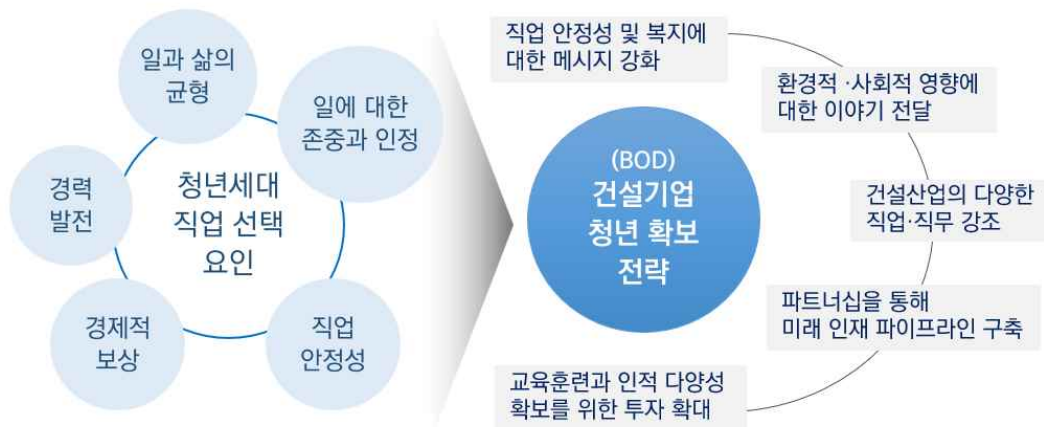 일과 삶의
균형
일에 대한
존중과 인정
경력
발전
청년세대
직업 선택
요인
경제적
보상
직업
안정성
직업 안정성 및 복지에
대한 메시지 강화
환경적 ·사회적 영향에
대한 이야기 전달
(BOD)
건설기업
청년 확보
전략
건설산업의 다양한
직업·직무 강조
파트너십을 통해
미래 인재 파이프라인 구축
교육훈련과 인적 다양성
확보를 위한 투자 확대